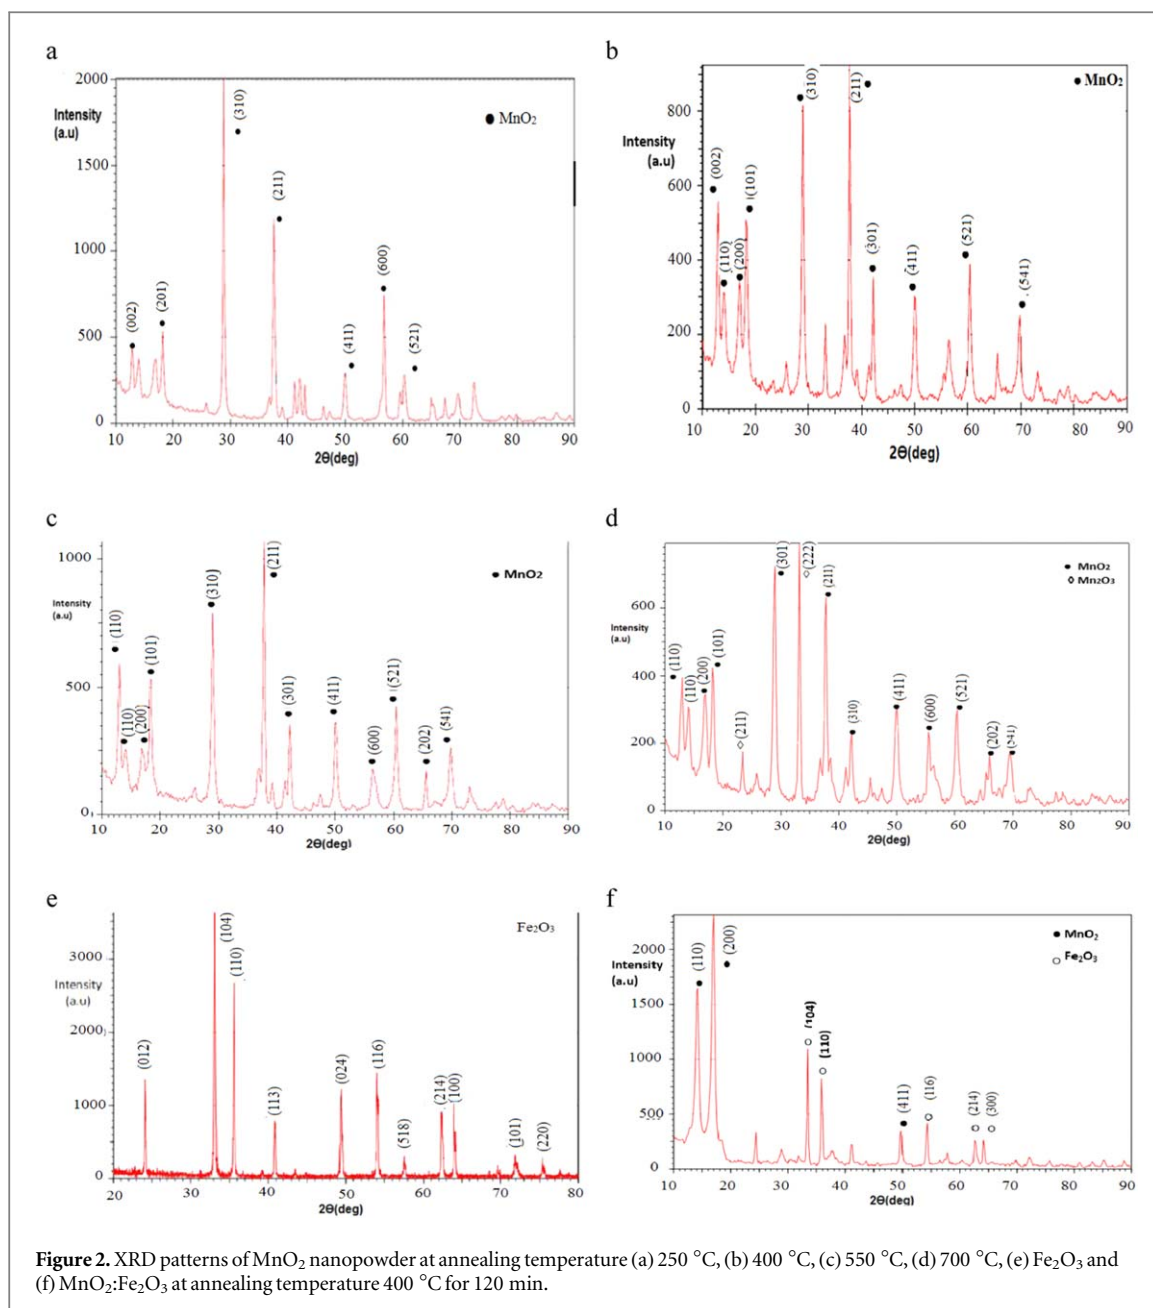 a
2000
1500
1000
500
0
Intensity
(a.u)
(002)
(201)
(310)
(211)
(411)
(600)
(521)
MnO₂
10 20 30 40 50 60 70 80 90
2Θ(deg)
b
800
600
400
200
0
Intensity
(a.u)
(002)
(110)
(200)
(101)
(310)
(211)
(301)
(411)
(521)
(541)
MnO₂
10 20 30 40 50 60 70 80 90
2Θ(deg)
c
1000
500
0
Intensity
(a.u)
(110)
(110)
(200)
(101)
(310)
(211)
(301)
(411)
(600)
(521)
(202)
(541)
MnO2
10 20 30 40 50 60 70 80 90
2Θ(deg)
d
600
400
200
0
Intensity
(a.u)
(110)
(110)
(200)
(101)
(211)
(301)
(222)
(211)
(310)
(411)
(600)
(521)
(202)
(541)
MnO₂
Mn₂O₃
10 20 30 40 50 60 70 80 90
2Θ(deg)
e
3000
2000
1000
0
Intensity
(a.u)
(012)
(104)
(110)
(113)
(024)
(116)
(518)
(214)
(100)
(101)
(220)
Fe₂O₃
20 30 40 50 60 70 80
2Θ(deg)
f
2000
1500
1000
500
0
Intensity
(a.u)
(110)
(200)
(104)
(110)
(411)
(116)
(214)
(300)
MnO₂
Fe₂O₃
10 20 30 40 50 60 70 80 90
2Θ(deg)
Figure 2. XRD patterns of MnO₂ nanopowder at annealing temperature (a) 250 °C, (b) 400 °C, (c) 550 °C, (d) 700 °C, (e) Fe₂O₃ and
(f) MnO₂:Fe₂O₃ at annealing temperature 400 °C for 120 min.